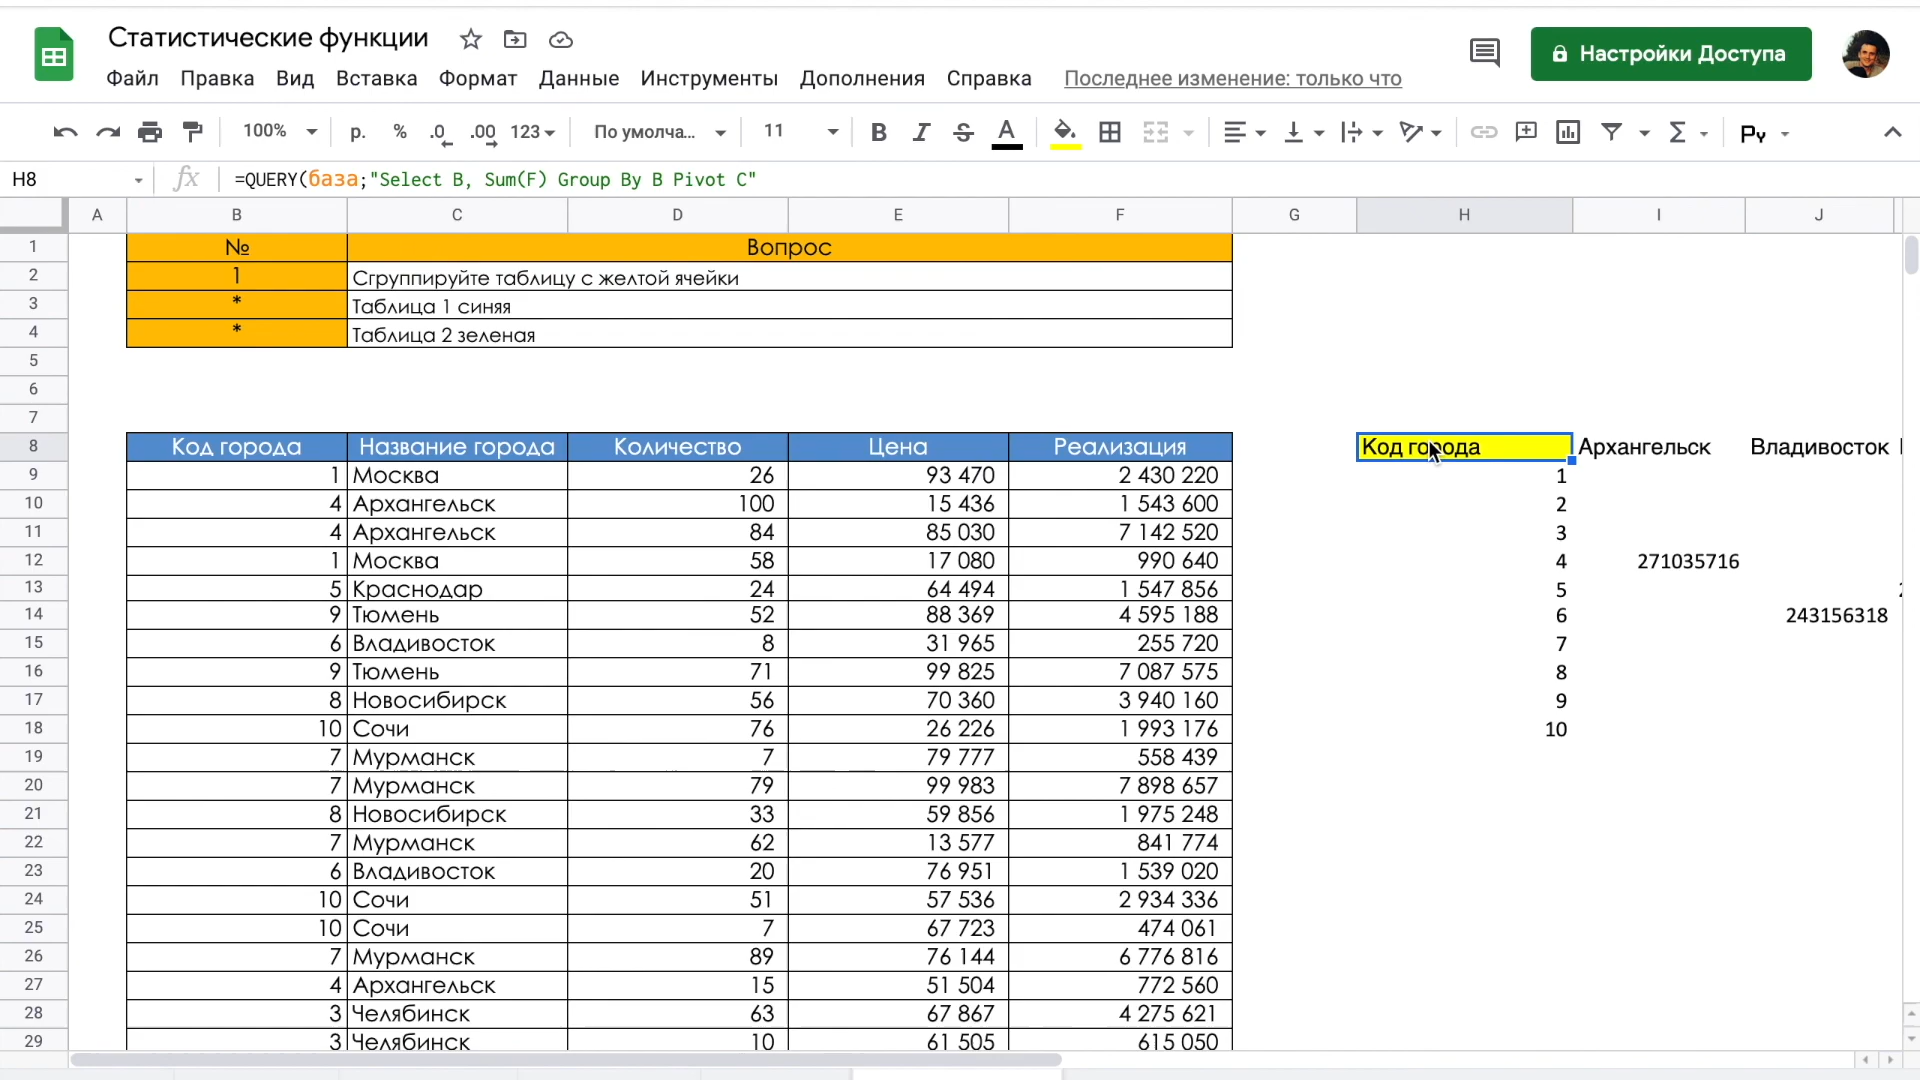 Статистические функции
Файл Правка Вид Вставка Формат Данные Инструменты Дополнения Справка Последнее изменение: только что
Настройки Доступа
100% р. % .0 .00 123 По умолча... 11 B I S A Σ Ру
H8 fx =QUERY(база;"Select B, Sum(F) Group By B Pivot C"
A B C D E F G H I J
1 № Вопрос
2 1 Сгруппируйте таблицу с желтой ячейки
3 * Таблица 1 синяя
4 * Таблица 2 зеленая
5
6
7
8 Код города Название города Количество Цена Реализация Код города Архангельск Владивосток
9 1 Москва 26 93 470 2 430 220 1
10 4 Архангельск 100 15 436 1 543 600 2
11 4 Архангельск 84 85 030 7 142 520 3
12 1 Москва 58 17 080 990 640 4 271035716
13 5 Краснодар 24 64 494 1 547 856 5
14 9 Тюмень 52 88 369 4 595 188 6 243156318
15 6 Владивосток 8 31 965 255 720 7
16 9 Тюмень 71 99 825 7 087 575 8
17 8 Новосибирск 56 70 360 3 940 160 9
18 10 Сочи 76 26 226 1 993 176 10
19 7 Мурманск 7 79 777 558 439
20 7 Мурманск 79 99 983 7 898 657
21 8 Новосибирск 33 59 856 1 975 248
22 7 Мурманск 62 13 577 841 774
23 6 Владивосток 20 76 951 1 539 020
24 10 Сочи 51 57 536 2 934 336
25 10 Сочи 7 67 723 474 061
26 7 Мурманск 89 76 144 6 776 816
27 4 Архангельск 15 51 504 772 560
28 3 Челябинск 63 67 867 4 275 621
29 3 Челябинск 10 61 505 615 050